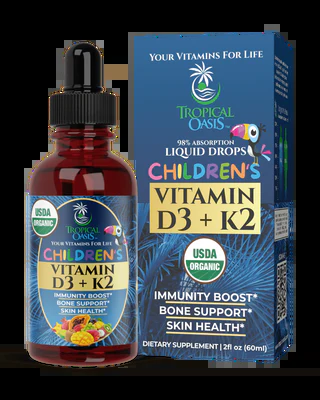 YOUR VITAMINS FOR LIFE
TROPICAL
OASIS
98% ABSORPTION
LIQUID DROPS
CHILDREN'S
VITAMIN
D3 + K2
USDA
ORGANIC
IMMUNITY BOOST*
BONE SUPPORT*
SKIN HEALTH*
DIETARY SUPPLEMENT | 2fl oz (60ml)
USDA
ORGANIC
TROPICAL
OASIS
YOUR VITAMINS FOR LIFE
CHILDREN'S
VITAMIN
D3 + K2
IMMUNITY BOOST*
BONE SUPPORT*
SKIN HEALTH*